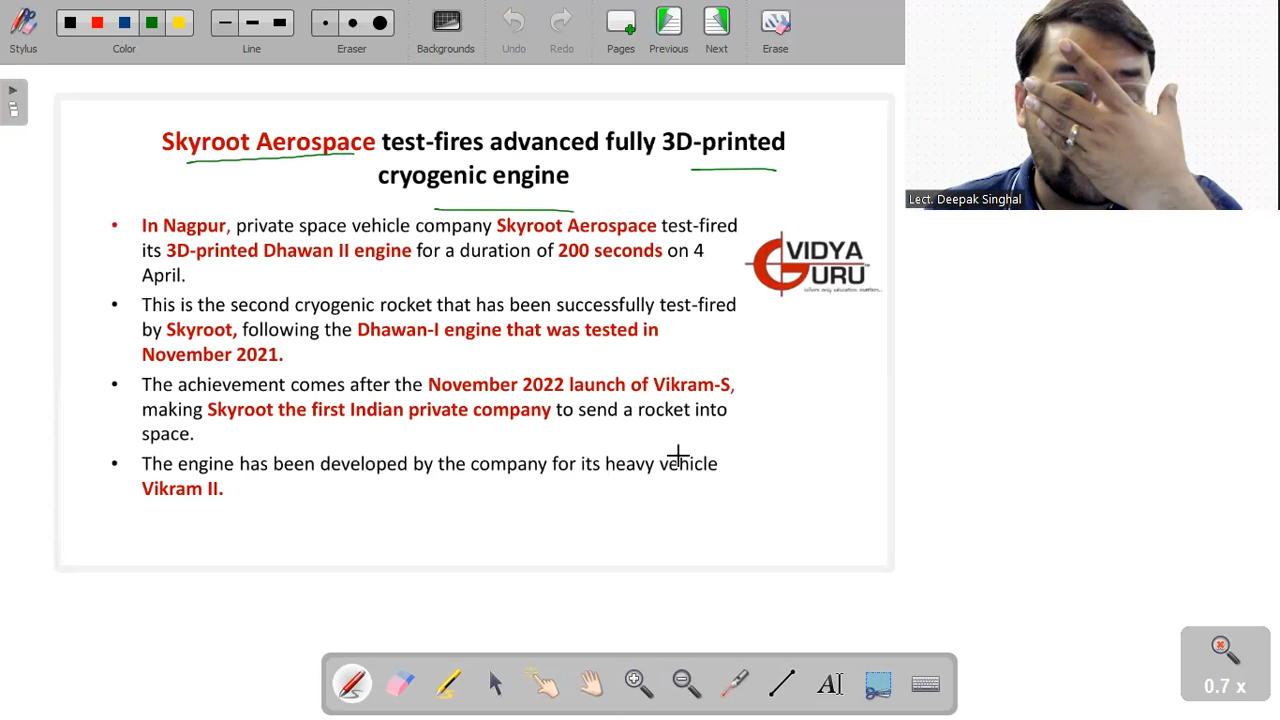 Stylus
Color
Line
Eraser
Backgrounds
Undo
Redo
Pages
Previous
Next
Erase
Lect. Deepak Singhal
Skyroot Aerospace test-fires advanced fully 3D-printed
cryogenic engine
• In Nagpur, private space vehicle company Skyroot Aerospace test-fired
its 3D-printed Dhawan II engine for a duration of 200 seconds on 4
April.
• This is the second cryogenic rocket that has been successfully test-fired
by Skyroot, following the Dhawan-I engine that was tested in
November 2021.
• The achievement comes after the November 2022 launch of Vikram-S,
making Skyroot the first Indian private company to send a rocket into
space.
• The engine has been developed by the company for its heavy vehicle
Vikram II.
VIDYA
GURU
where only education matters...
AI
0.7 x